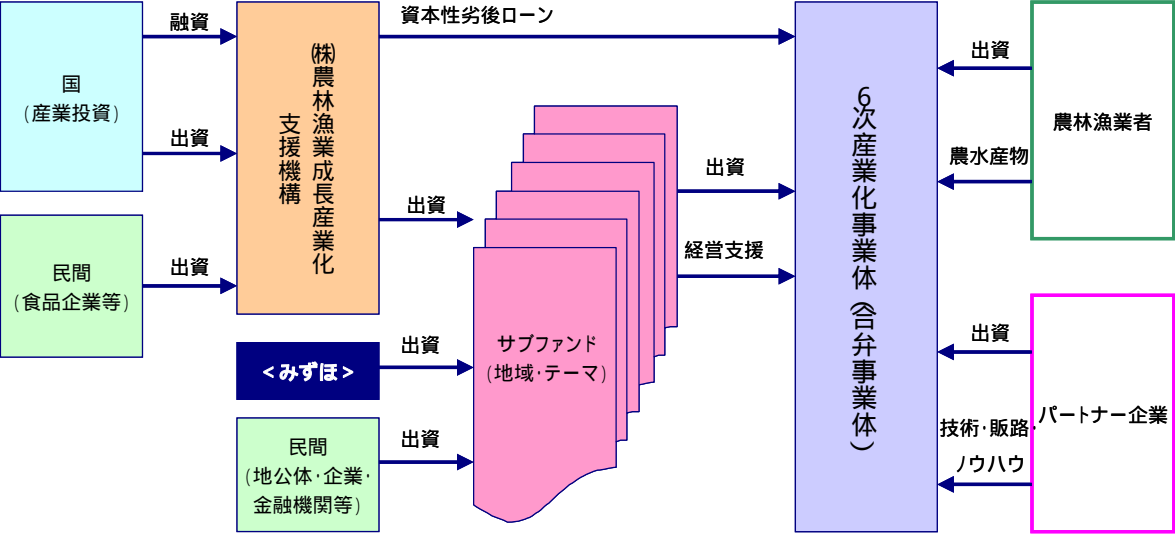 国
(産業投資)
民間
(食品企業等)
融資
出資
出資
㈱農林漁業成長産業化
支援機構
<みずほ>
民間
(地公体・企業・
金融機関等)
資本性劣後ローン
出資
出資
出資
サブファンド
(地域・テーマ)
出資
経営支援
6次産業化事業体(合弁事業体)
出資
農水産物
農林漁業者
出資
技術・販路・
ノウハウ
パートナー企業